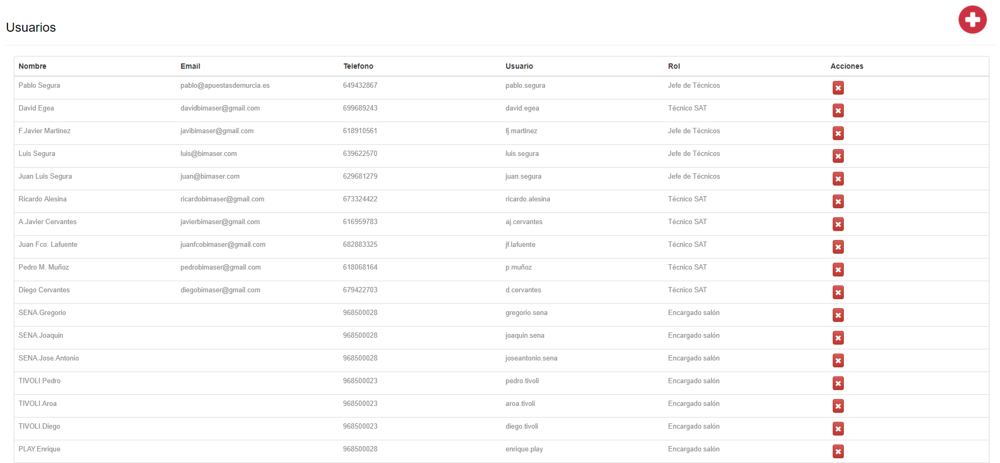 Usuarios
Nombre Email Telefono Usuario Rol Acciones
Pablo Segura pablo@apuestasdemurcia.es 649432867 pablo.segura Jefe de Técnicos
David Egea davidbimaser@gmail.com 699689243 david.egea Técnico SAT
F.Javier Martinez javibimaser@gmail.com 618910561 fj.martinez Jefe de Técnicos
Luis Segura luis@bimaser.com 639622570 luis.segura Jefe de Técnicos
Juan Luis Segura juan@bimaser.com 629681279 juan.segura Jefe de Técnicos
Ricardo Alesina ricardobimaser@gmail.com 673324422 ricardo.alesina Técnico SAT
A.Javier Cervantes javierbimaser@gmail.com 616959783 aj.cervantes Técnico SAT
Juan Fco. Lafuente juanfcobimaser@gmail.com 682883325 jf.lafuente Técnico SAT
Pedro M. Muñoz pedrobimaser@gmail.com 618068164 p.muñoz Técnico SAT
Diego Cervantes diegobimaser@gmail.com 679422703 d.cervantes Técnico SAT
SENA.Gregorio 968500028 gregorio.sena Encargado salón
SENA.Joaquin 968500028 joaquin.sena Encargado salón
SENA.Jose.Antonio 968500028 joseantonio.sena Encargado salón
TIVOLI.Pedro 968500023 pedro.tivoli Encargado salón
TIVOLI.Aroa 968500023 aroa.tivoli Encargado salón
TIVOLI.Diego 968500023 diego.tivoli Encargado salón
PLAY.Enrique 968500028 enrique.play Encargado salón